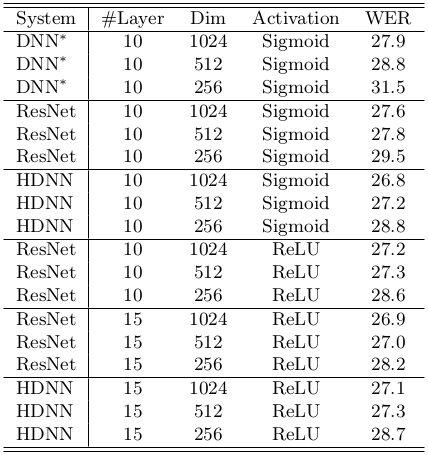 System #Layer Dim Activation WER
DNN* 10 1024 Sigmoid 27.9
DNN* 10 512 Sigmoid 28.8
DNN* 10 256 Sigmoid 31.5
ResNet 10 1024 Sigmoid 27.6
ResNet 10 512 Sigmoid 27.8
ResNet 10 256 Sigmoid 29.5
HDNN 10 1024 Sigmoid 26.8
HDNN 10 512 Sigmoid 27.2
HDNN 10 256 Sigmoid 28.8
ResNet 10 1024 ReLU 27.2
ResNet 10 512 ReLU 27.3
ResNet 10 256 ReLU 28.6
ResNet 15 1024 ReLU 26.9
ResNet 15 512 ReLU 27.0
ResNet 15 256 ReLU 28.2
HDNN 15 1024 ReLU 27.1
HDNN 15 512 ReLU 27.3
HDNN 15 256 ReLU 28.7